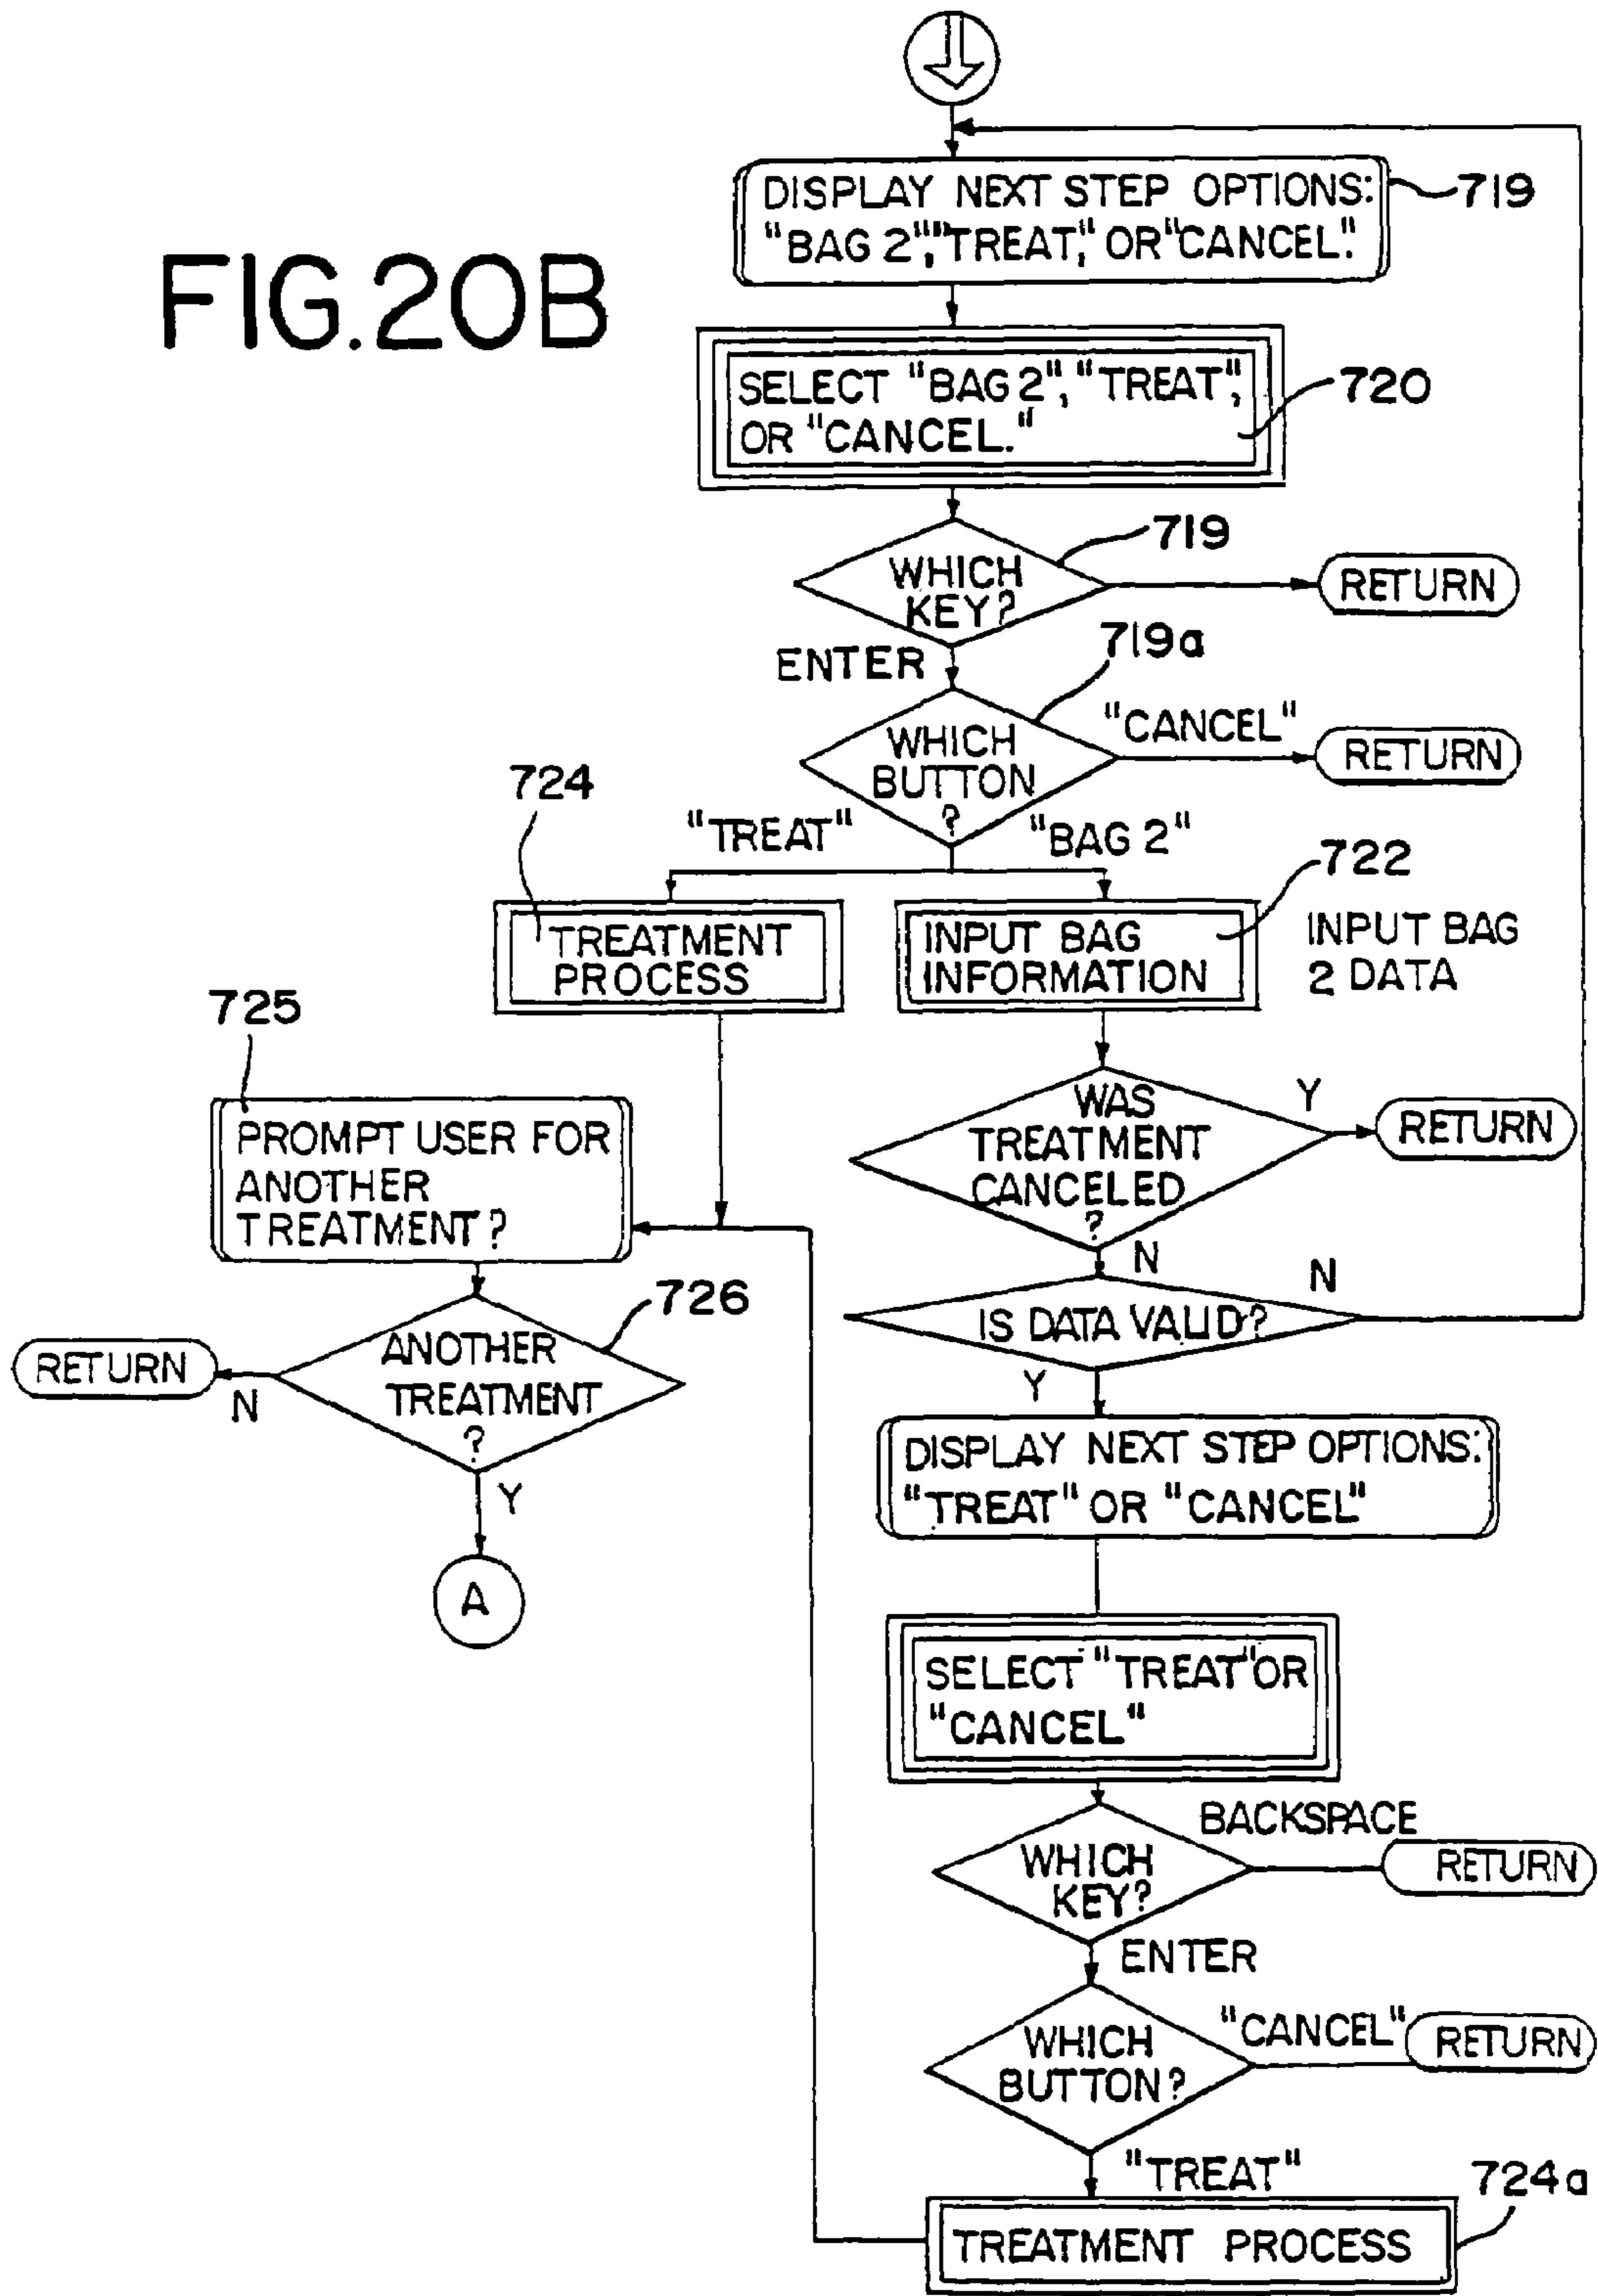 FIG.20B
DISPLAY NEXT STEP OPTIONS:
"BAG 2","TREAT," OR "CANCEL."
719
SELECT "BAG 2", "TREAT",
OR "CANCEL."
720
WHICH
KEY?
719
RETURN
ENTER
719a
WHICH
BUTTON
?
"CANCEL"
RETURN
724
"TREAT"
"BAG 2"
722
TREATMENT
PROCESS
INPUT BAG
INFORMATION
INPUT BAG
2 DATA
725
PROMPT USER FOR
ANOTHER
TREATMENT?
WAS
TREATMENT
CANCELED
?
Y
RETURN
N
N
IS DATA VALID?
726
ANOTHER
TREATMENT
?
RETURN
N
Y
Y
A
DISPLAY NEXT STEP OPTIONS:
"TREAT" OR "CANCEL"
SELECT "TREAT" OR
"CANCEL"
BACKSPACE
WHICH
KEY?
RETURN
ENTER
WHICH
BUTTON?
"CANCEL"
RETURN
"TREAT"
724a
TREATMENT PROCESS